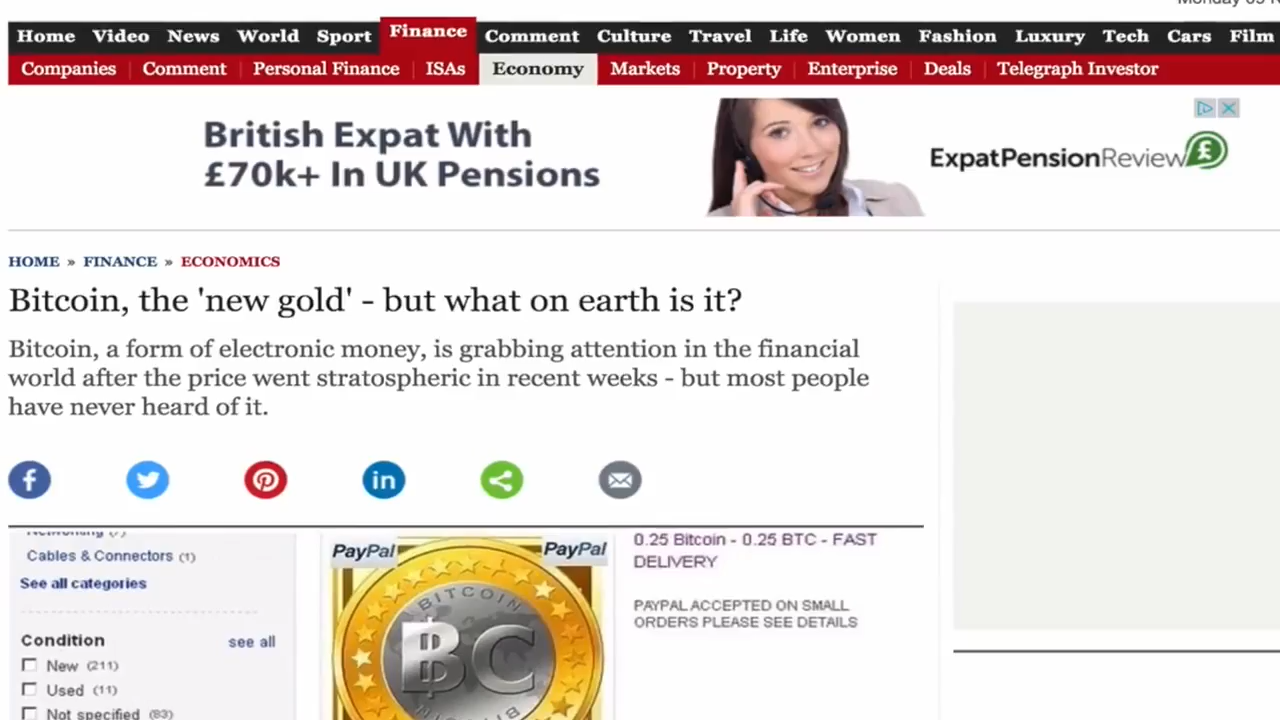 Home Video News World Sport Finance Comment Culture Travel Life Women Fashion Luxury Tech Cars Film
Companies Comment Personal Finance ISAs Economy Markets Property Enterprise Deals Telegraph Investor
British Expat With
£70k+ In UK Pensions
ExpatPensionReview £
HOME » FINANCE » ECONOMICS
Bitcoin, the 'new gold' - but what on earth is it?
Bitcoin, a form of electronic money, is grabbing attention in the financial
world after the price went stratospheric in recent weeks - but most people
have never heard of it.
Cables & Connectors (1)
See all categories
Condition see all
New (211)
Used (11)
Not specified (83)
PayPal PayPal
BITCOIN
BC
BITCOIN
0.25 Bitcoin - 0.25 BTC - FAST
DELIVERY
PAYPAL ACCEPTED ON SMALL
ORDERS PLEASE SEE DETAILS